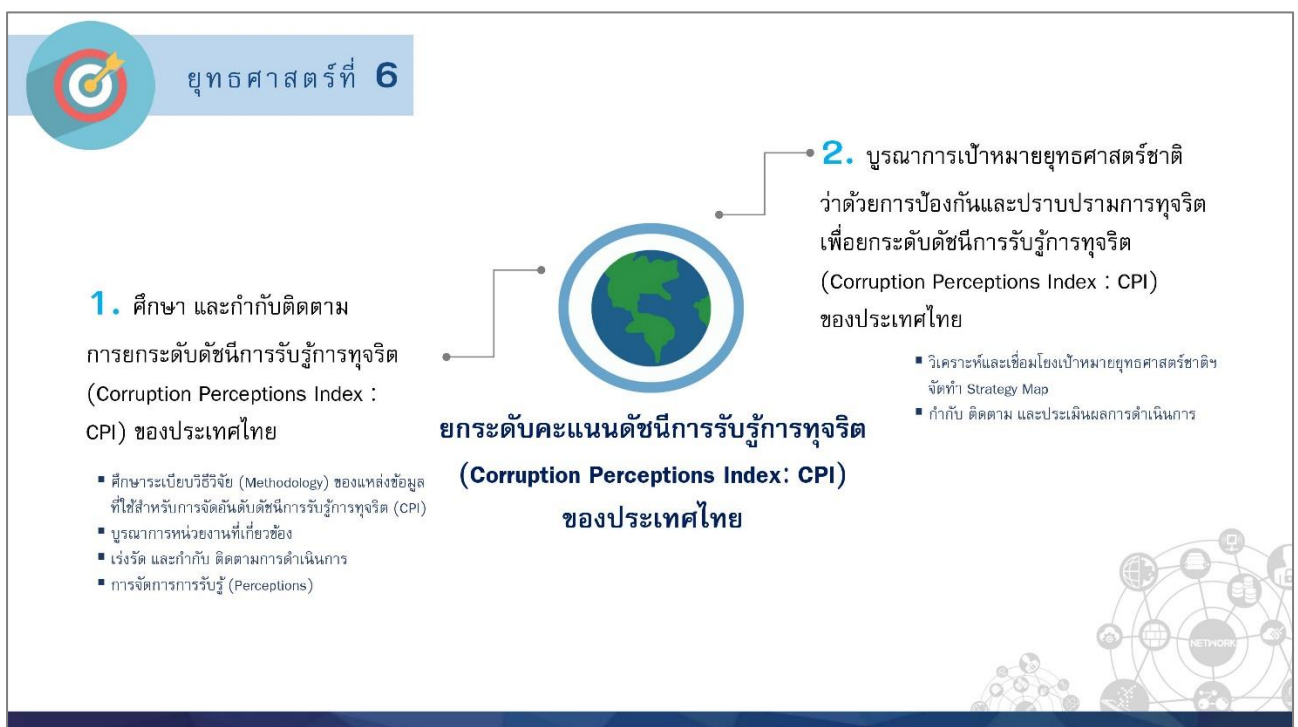 ยุทธศาสตร์ที่ 6
1. ศึกษา และกำกับติดตาม
การยกระดับดัชนีการรับรู้การทุจริต
(Corruption Perceptions Index :
CPI) ของประเทศไทย
▪ ศึกษาระเบียบวิธีวิจัย (Methodology) ของแหล่งข้อมูล
ที่ใช้สำหรับการจัดอันดับดัชนีการรับรู้การทุจริต (CPI)
▪ บูรณาการหน่วยงานที่เกี่ยวข้อง
▪ เร่งรัด และกำกับ ติดตามการดำเนินการ
▪ การจัดการการรับรู้ (Perceptions)
ยกระดับคะแนนดัชนีการรับรู้การทุจริต
(Corruption Perceptions Index: CPI)
ของประเทศไทย
2. บูรณาการเป้าหมายยุทธศาสตร์ชาติ
ว่าด้วยการป้องกันและปราบปรามการทุจริต
เพื่อยกระดับดัชนีการรับรู้การทุจริต
(Corruption Perceptions Index : CPI)
ของประเทศไทย
▪ วิเคราะห์และเชื่อมโยงเป้าหมายยุทธศาสตร์ชาติฯ
จัดทำ Strategy Map
▪ กำกับ ติดตาม และประเมินผลการดำเนินการ
NETWORK